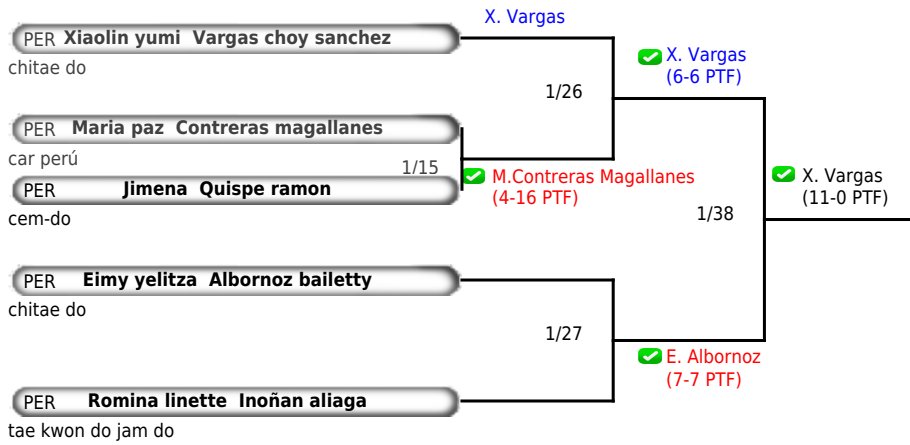 X. Vargas
PER Xiaolin yumi Vargas choy sanchez
chitae do
X. Vargas
(6-6 PTF)
1/26
PER Maria paz Contreras magallanes
car perú
1/15
M.Contreras Magallanes
(4-16 PTF)
X. Vargas
(11-0 PTF)
PER Jimena Quispe ramon
cem-do
1/38
PER Eimy yelitza Albornoz bailetty
chitae do
1/27
E. Albornoz
(7-7 PTF)
PER Romina linette Inoñan aliaga
tae kwon do jam do